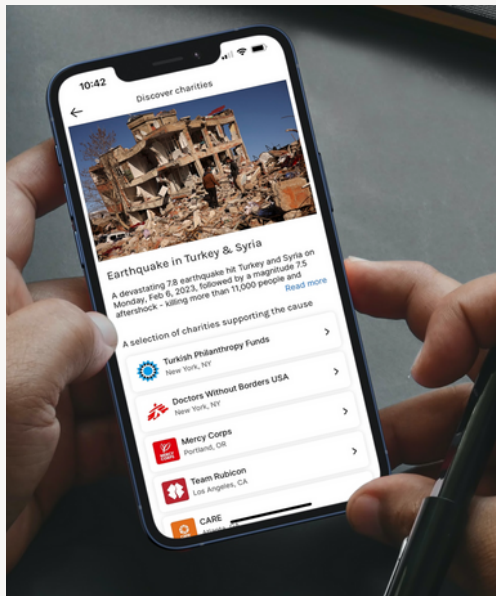 10:42
Discover charities
Earthquake in Turkey & Syria
A devastating 7.8 earthquake hit Turkey and Syria on
Monday, Feb 6, 2023, followed by a magnitude 7.5
aftershock - killing more than 11,000 people and
Read more
A selection of charities supporting the cause
Turkish Philanthropy Funds
New York, NY
Doctors Without Borders USA
New York, NY
MERCY CORPS
Mercy Corps
Portland, OR
Team Rubicon
Los Angeles, CA
CARE